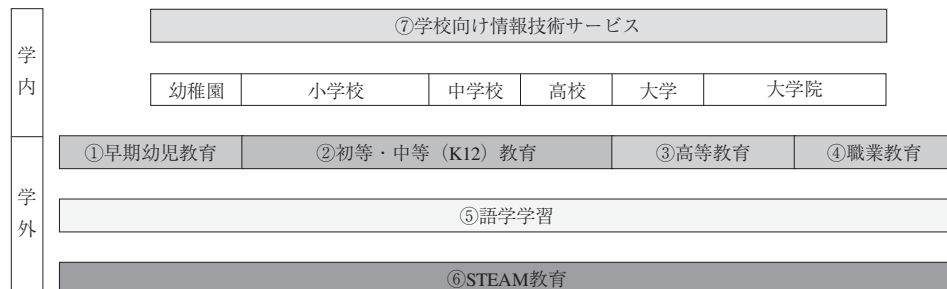 学内
⑦学校向け情報技術サービス
幼稚園 小学校 中学校 高校 大学 大学院
学外
①早期幼児教育 ②初等・中等（K12）教育 ③高等教育 ④職業教育
⑤語学学習
⑥STEAM教育